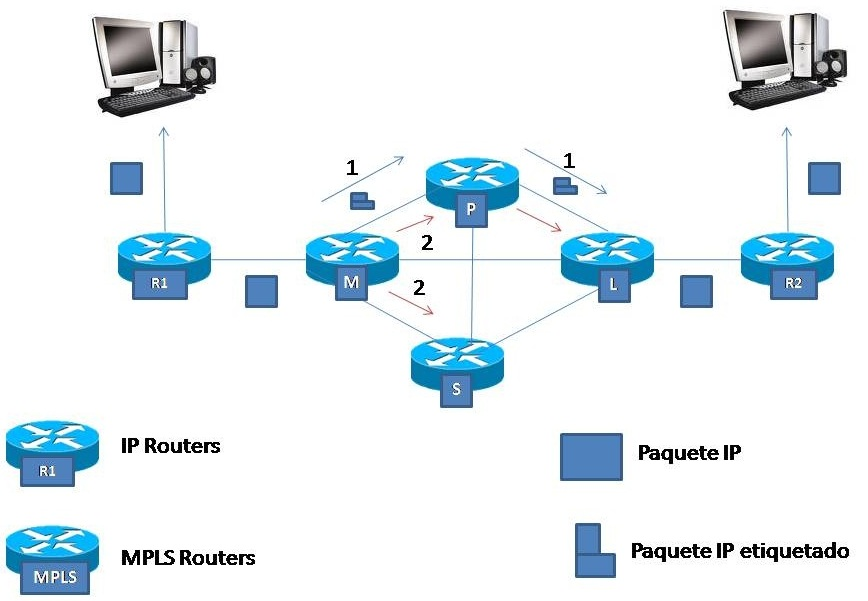 1
1
P
2
R1
M
L
R2
2
S
IP Routers
R1
Paquete IP
MPLS Routers
MPLS
Paquete IP etiquetado